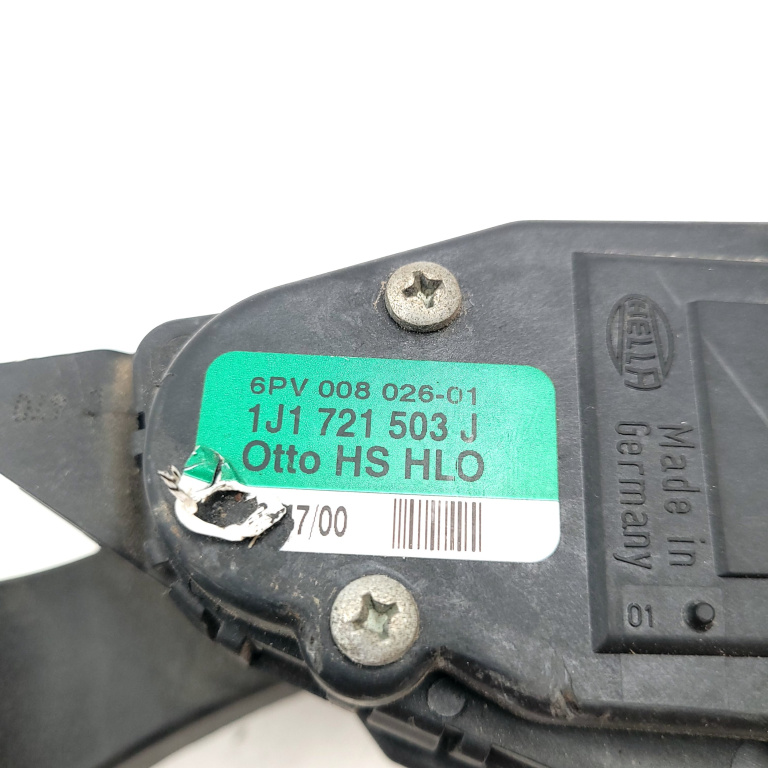 6PV 008 026-01
1J1 721 503 J
Otto HS HLO
7/00
HELLA
Made in
Germany
01